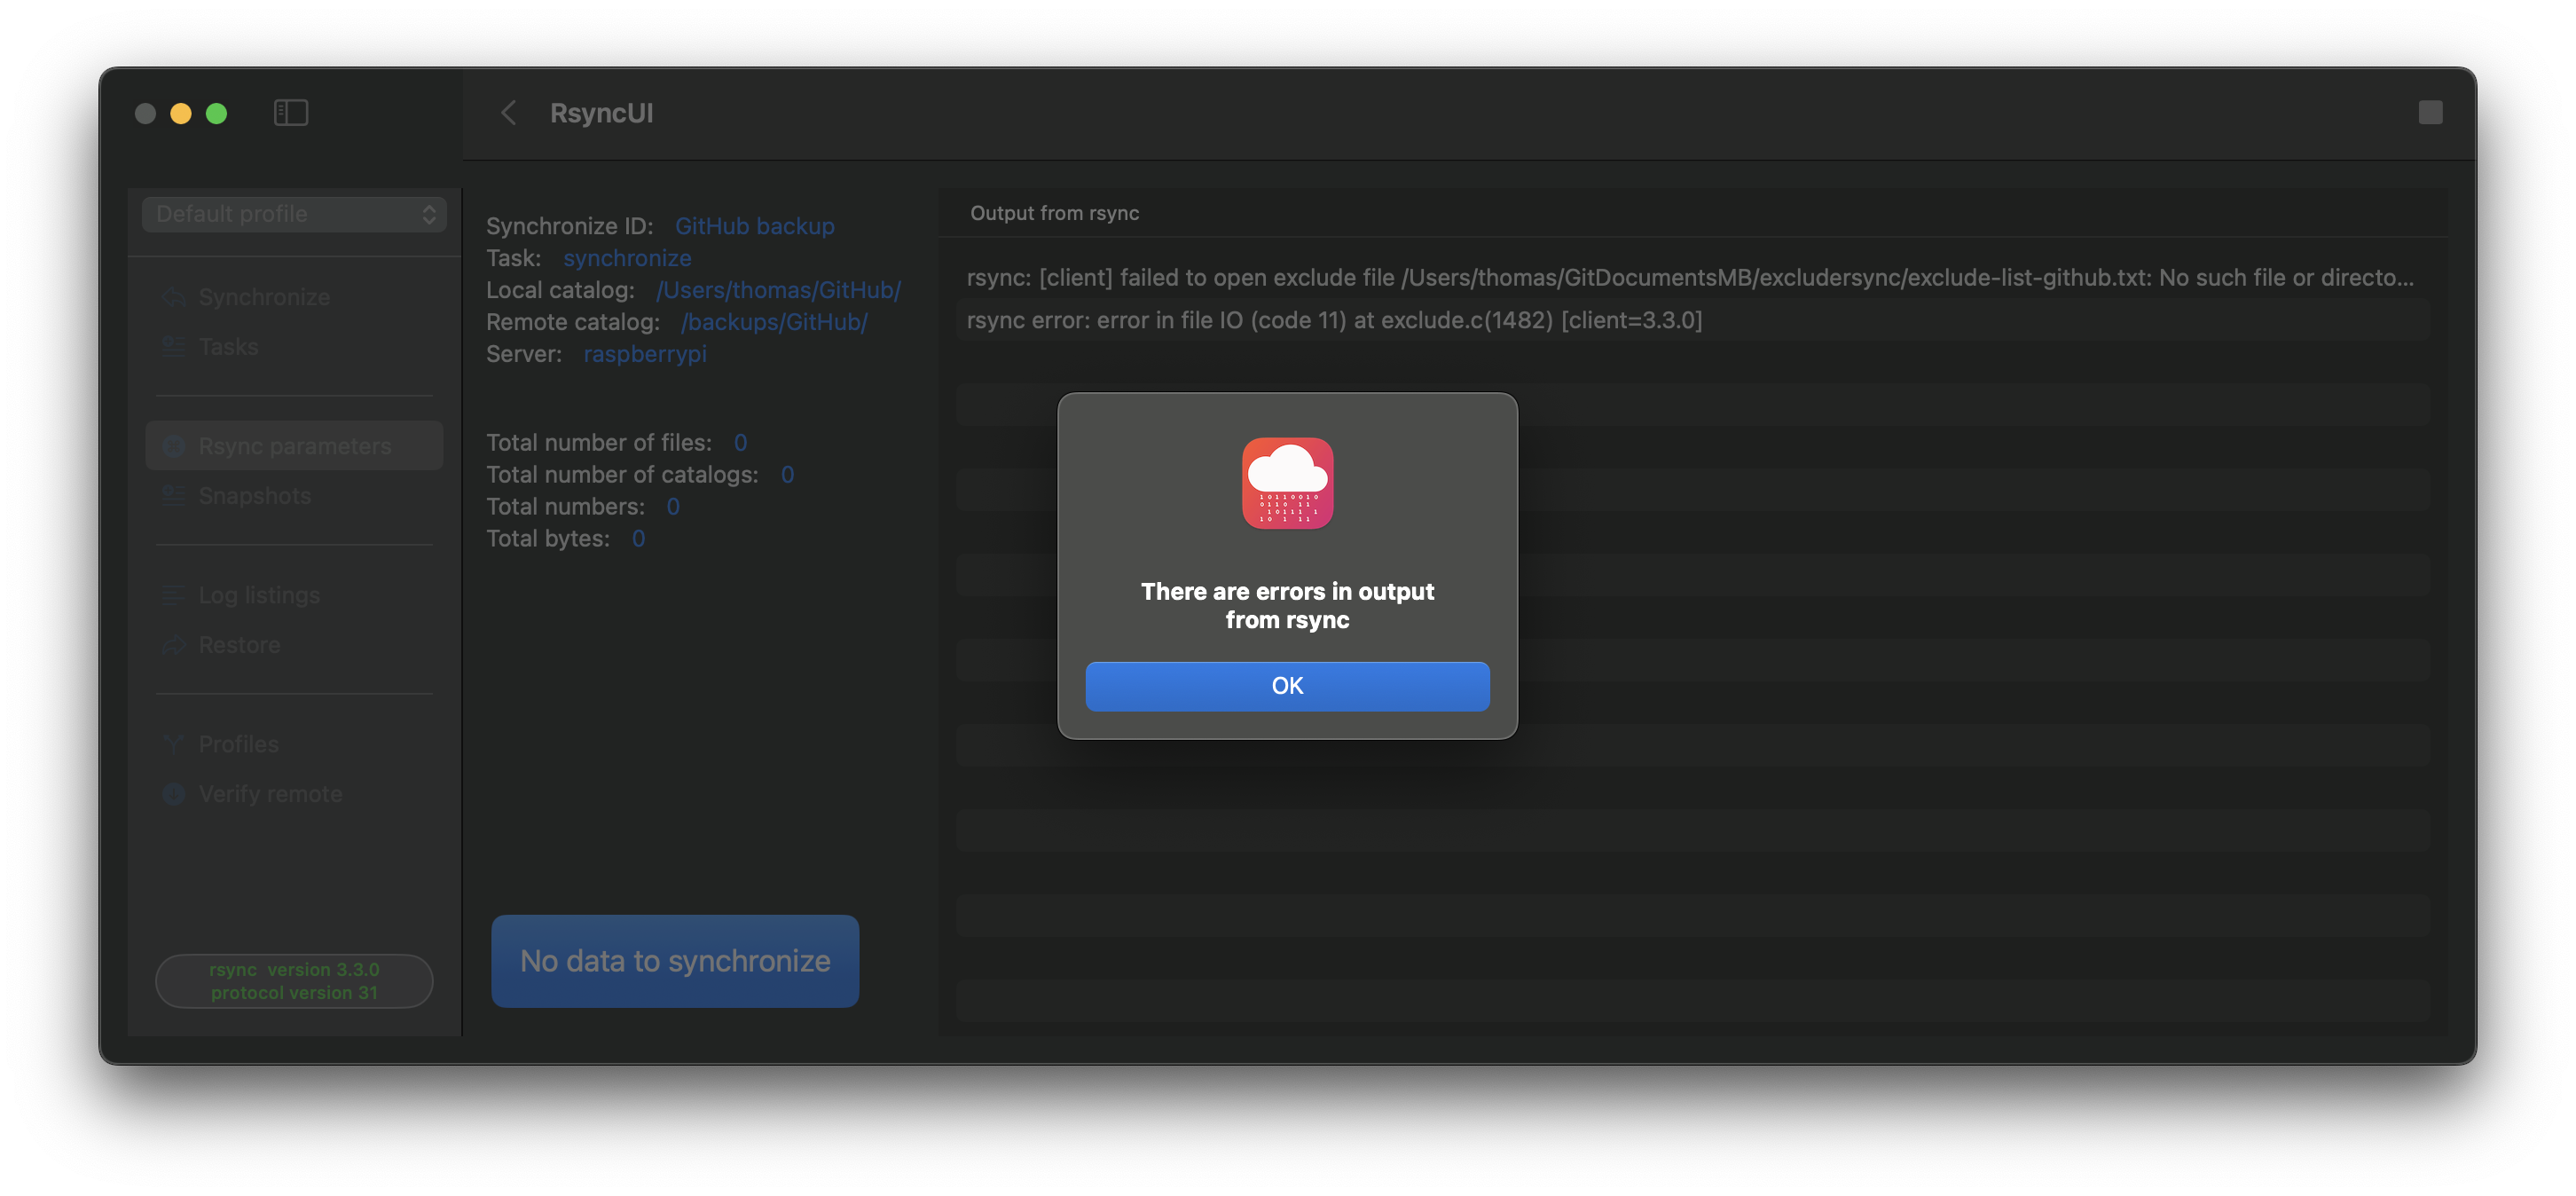 RsyncUI
Default profile
Synchronize
Tasks
Rsync parameters
Snapshots
Log listings
Restore
Profiles
Verify remote
rsync  version 3.3.0
protocol version 31
Synchronize ID: GitHub backup
Task: synchronize
Local catalog: /Users/thomas/GitHub/
Remote catalog: /backups/GitHub/
Server: raspberrypi
Total number of files: 0
Total number of catalogs: 0
Total numbers: 0
Total bytes: 0
No data to synchronize
Output from rsync
rsync: [client] failed to open exclude file /Users/thomas/GitDocumentsMB/excludersync/exclude-list-github.txt: No such file or directo...
rsync error: error in file IO (code 11) at exclude.c(1482) [client=3.3.0]
There are errors in output
from rsync
OK